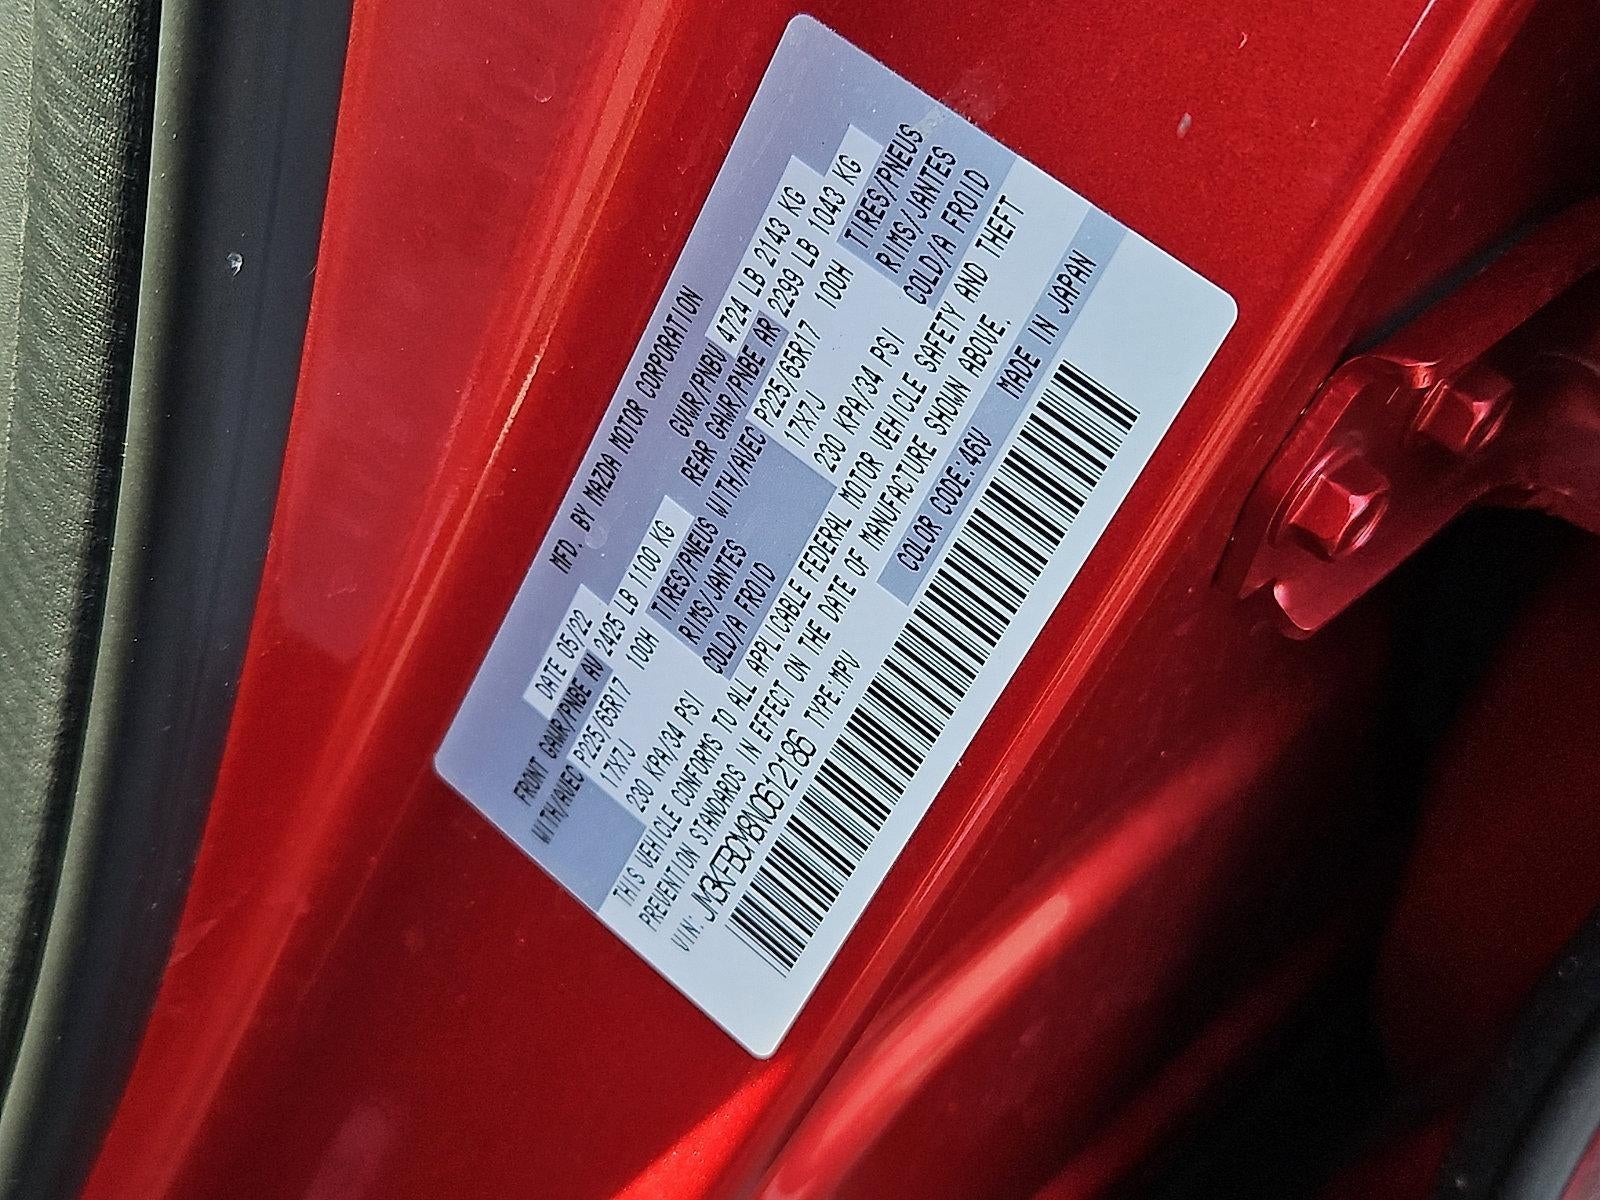 MFD. BY MAZDA MOTOR CORPORATION
DATE 05/22 GVWR/PNBV 4724 LB 2143 KG
FRONT GAWR/PNBE AV 2425 LB 1100 KG REAR GAWR/PNBE AR 2299 LB 1043 KG
WITH/AVEC P225/65R17 100H TIRES/PNEUS WITH/AVEC P225/65R17 100H TIRES/PNEUS
17X7J RIMS/JANTES 17X7J RIMS/JANTES
230 KPA/34 PSI COLD/A FROID 230 KPA/34 PSI COLD/A FROID
THIS VEHICLE CONFORMS TO ALL APPLICABLE FEDERAL MOTOR VEHICLE SAFETY AND THEFT
PREVENTION STANDARDS IN EFFECT ON THE DATE OF MANUFACTURE SHOWN ABOVE.
VIN: JM3KFBCM8N0612186 TYPE:MPV COLOR CODE:46V MADE IN JAPAN